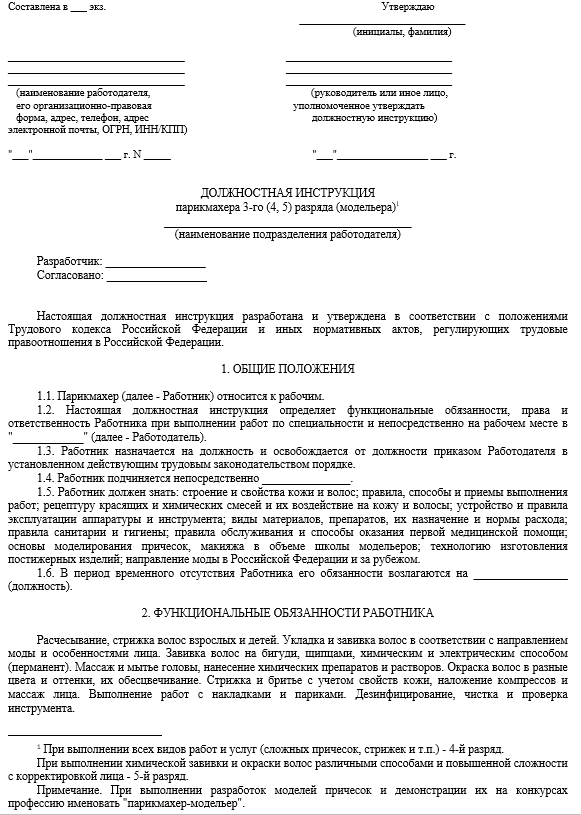 Составлена в ___ экз. Утверждаю
(инициалы, фамилия)
(наименование работодателя, (руководитель или иное лицо,
его организационно-правовая уполномоченное утверждать
форма, адрес, телефон, адрес должностную инструкцию)
электронной почты, ОГРН, ИНН/КПП)
"___"_____________ ___ г. N _____ "___"_________________ ___ г.
ДОЛЖНОСТНАЯ ИНСТРУКЦИЯ
парикмахера 3-го (4, 5) разряда (модельера)1
(наименование подразделения работодателя)
Разработчик: __________________
Согласовано: __________________
Настоящая должностная инструкция разработана и утверждена в соответствии с положениями
Трудового кодекса Российской Федерации и иных нормативных актов, регулирующих трудовые
правоотношения в Российской Федерации.
1. ОБЩИЕ ПОЛОЖЕНИЯ
1.1. Парикмахер (далее - Работник) относится к рабочим.
1.2. Настоящая должностная инструкция определяет функциональные обязанности, права и
ответственность Работника при выполнении работ по специальности и непосредственно на рабочем месте в
"_____________" (далее - Работодатель).
1.3. Работник назначается на должность и освобождается от должности приказом Работодателя в
установленном действующим трудовым законодательством порядке.
1.4. Работник подчиняется непосредственно ________________.
1.5. Работник должен знать: строение и свойства кожи и волос; правила, способы и приемы выполнения
работ; рецептуру красящих и химических смесей и их воздействие на кожу и волосы; устройство и правила
эксплуатации аппаратуры и инструмента; виды материалов, препаратов, их назначение и нормы расхода;
правила санитарии и гигиены; правила обслуживания и способы оказания первой медицинской помощи;
основы моделирования причесок, макияжа в объеме школы модельеров; технологию изготовления
постижерных изделий; направление моды в Российской Федерации и за рубежом.
1.6. В период временного отсутствия Работника его обязанности возлагаются на _________________
(должность).
2. ФУНКЦИОНАЛЬНЫЕ ОБЯЗАННОСТИ РАБОТНИКА
Расчесывание, стрижка волос взрослых и детей. Укладка и завивка волос в соответствии с направлением
моды и особенностями лица. Завивка волос на бигуди, щипцами, химическим и электрическим способом
(перманент). Массаж и мытье головы, нанесение химических препаратов и растворов. Окраска волос в разные
цвета и оттенки, их обесцвечивание. Стрижка и бритье с учетом свойств кожи, наложение компрессов и
массаж лица. Выполнение работ с накладками и париками. Дезинфицирование, чистка и проверка
инструмента.
1 При выполнении всех видов работ и услуг (сложных причесок, стрижек и т.п.) - 4-й разряд.
При выполнении химической завивки и окраски волос различными способами и повышенной сложности
с корректировкой лица - 5-й разряд.
Примечание. При выполнении разработок моделей причесок и демонстрации их на конкурсах
профессию именовать "парикмахер-модельер".